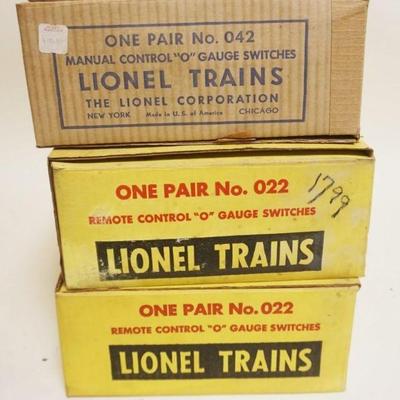 ONE PAIR No. 042
MANUAL CONTROL "O" GAUGE SWITCHES
LIONEL TRAINS
THE LIONEL CORPORATION
NEW YORK Made in U.S. of America CHICAGO
ONE PAIR No. 022
1799
REMOTE CONTROL "O" GAUGE SWITCHES
LIONEL TRAINS
ONE PAIR No. 022
REMOTE CONTROL "O" GAUGE SWITCHES
LIONEL TRAINS